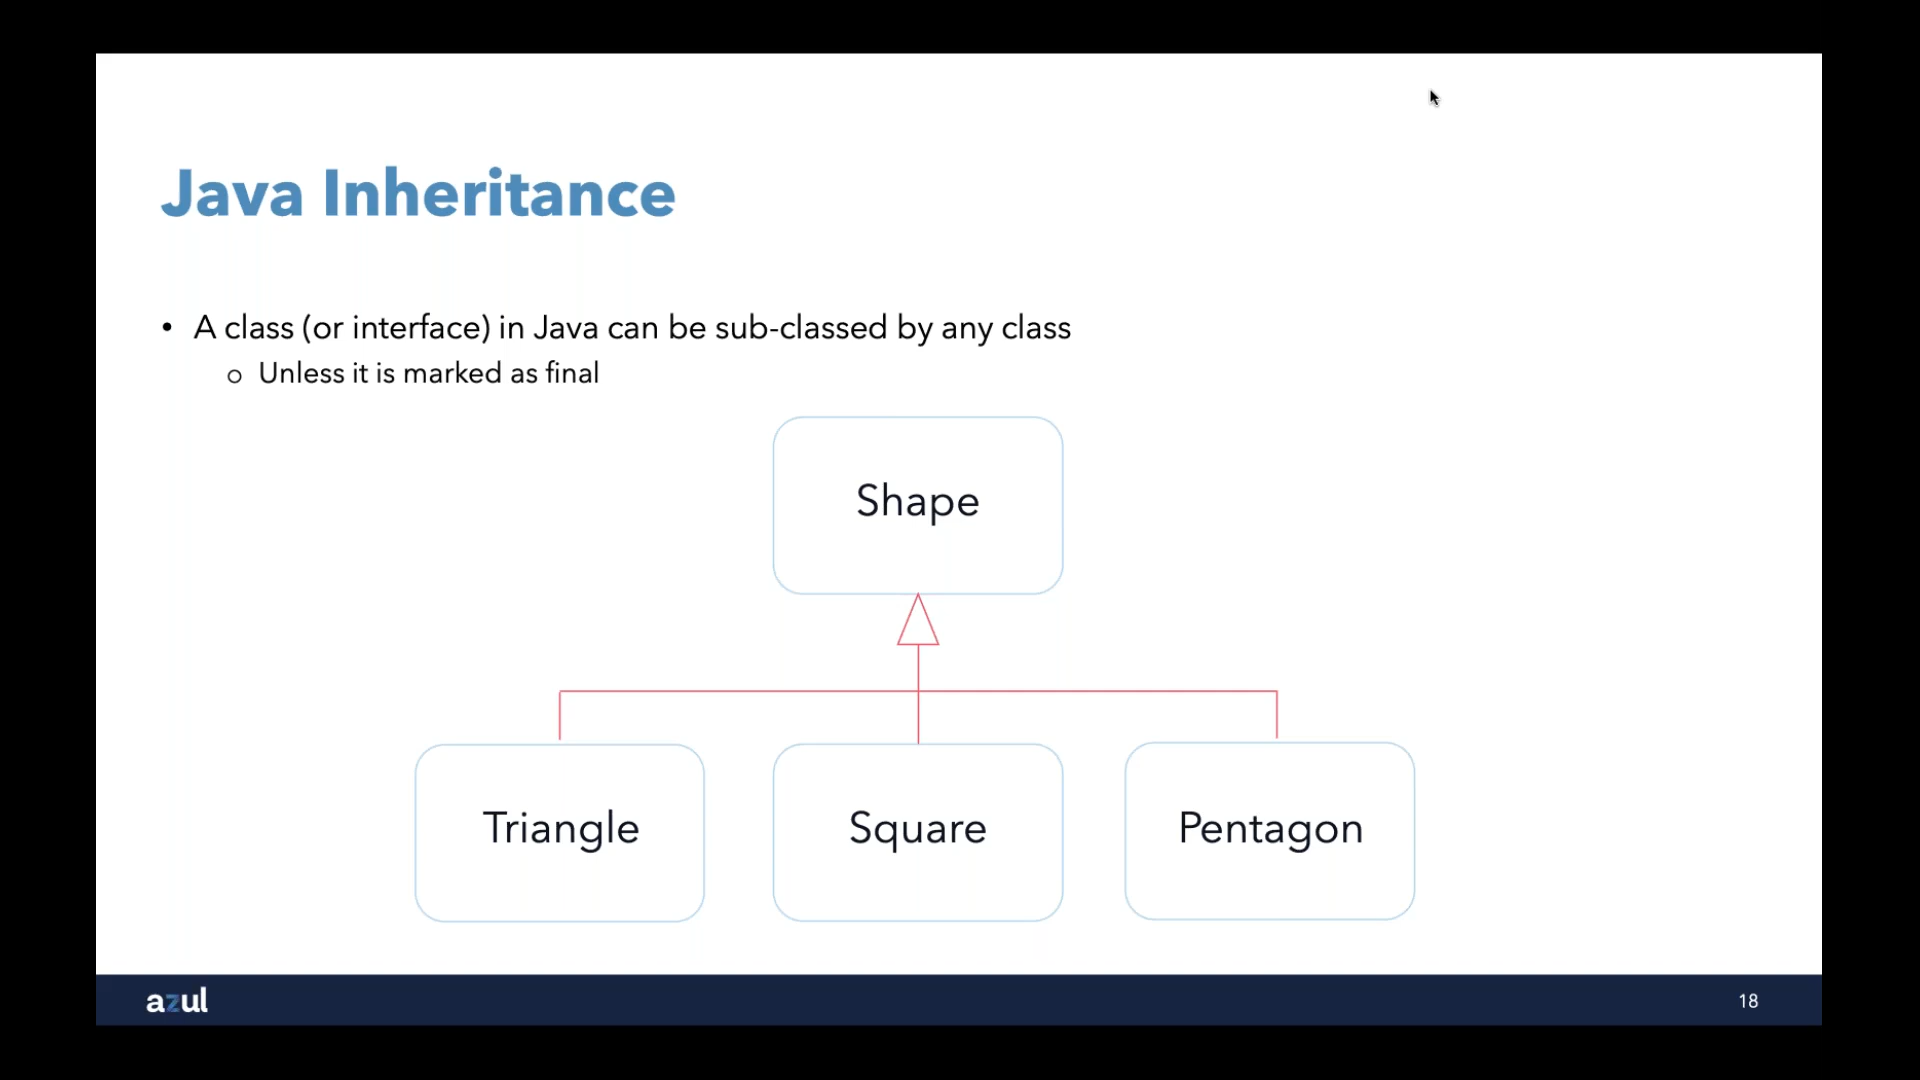 Java Inheritance
• A class (or interface) in Java can be sub-classed by any class
o Unless it is marked as final
Shape
Triangle
Square
Pentagon
azul
18